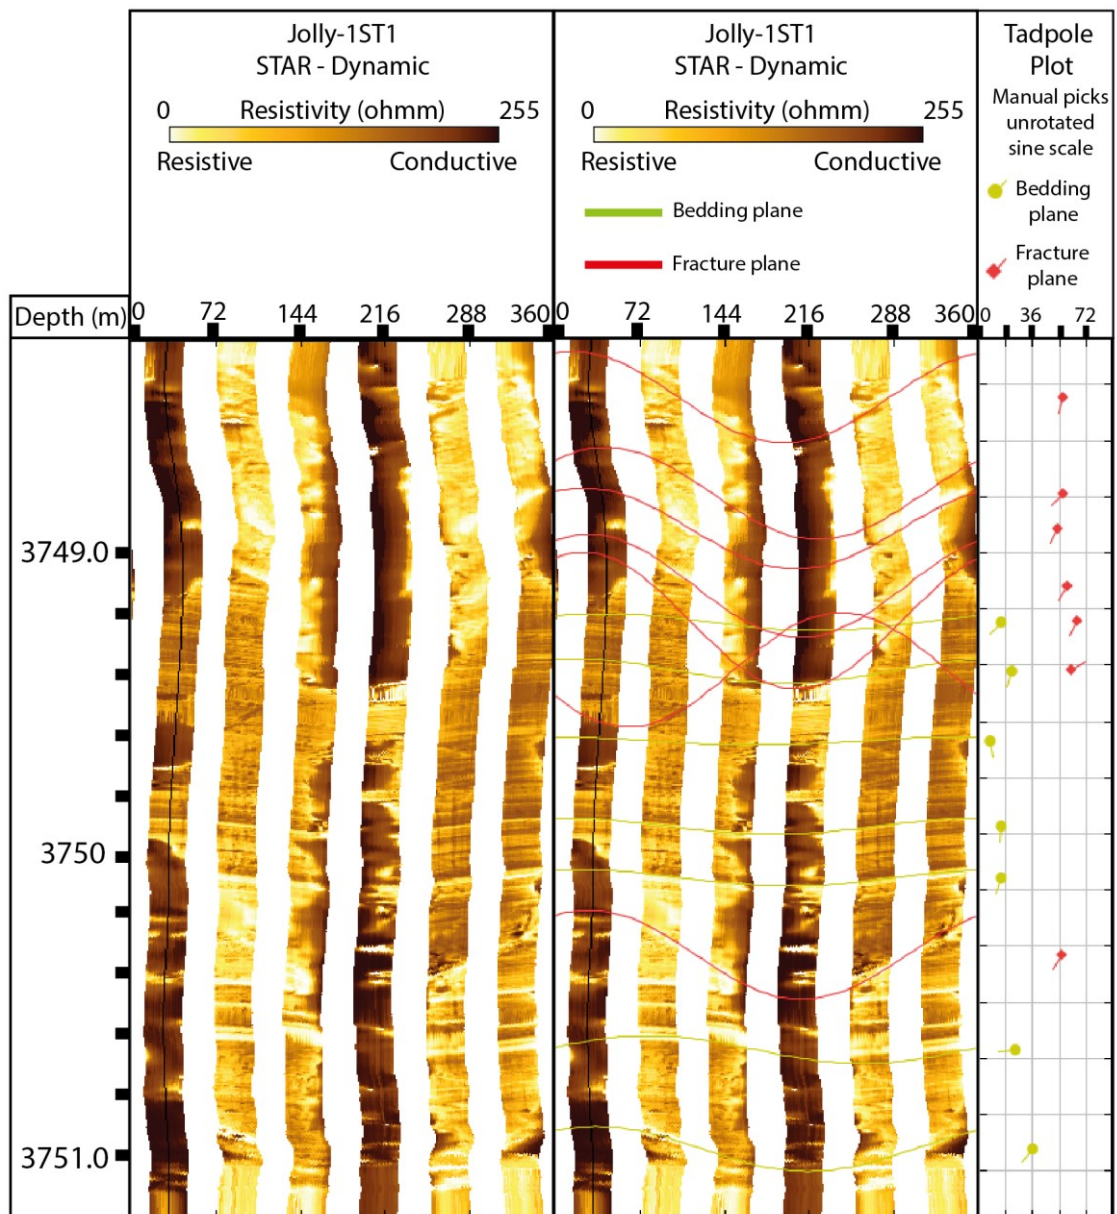 Jolly-1ST1
STAR - Dynamic
0 Resistivity (ohmm) 255
Resistive Conductive
Jolly-1ST1
STAR - Dynamic
0 Resistivity (ohmm) 255
Resistive Conductive
Bedding plane
Fracture plane
Tadpole
Plot
Manual picks
unrotated
sine scale
Bedding
plane
Fracture
plane
Depth (m)
0 72 144 216 288 360
0 72 144 216 288 360
0 36 72
3749.0
3750
3751.0